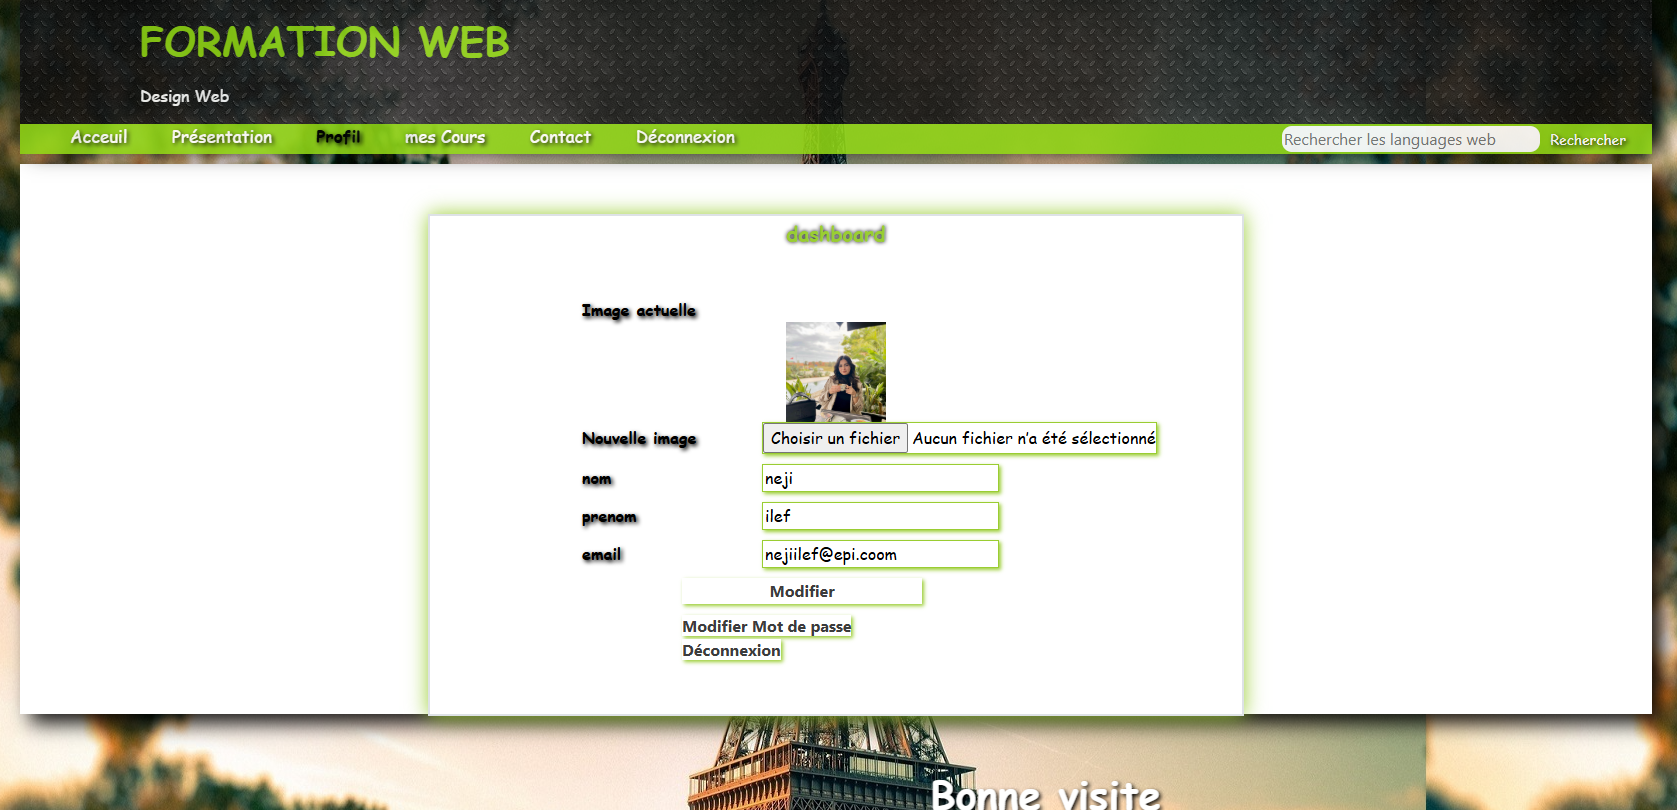 FORMATION WEB
Design Web
Acceuil Présentation Profil mes Cours Contact Déconnexion Rechercher les languages web Rechercher
dashboard
Image actuelle
Nouvelle image Choisir un fichier Aucun fichier n'a été sélectionné
nom neji
prenom ilef
email nejiilef@epi.coom
Modifier
Modifier Mot de passe
Déconnexion
Bonne visite